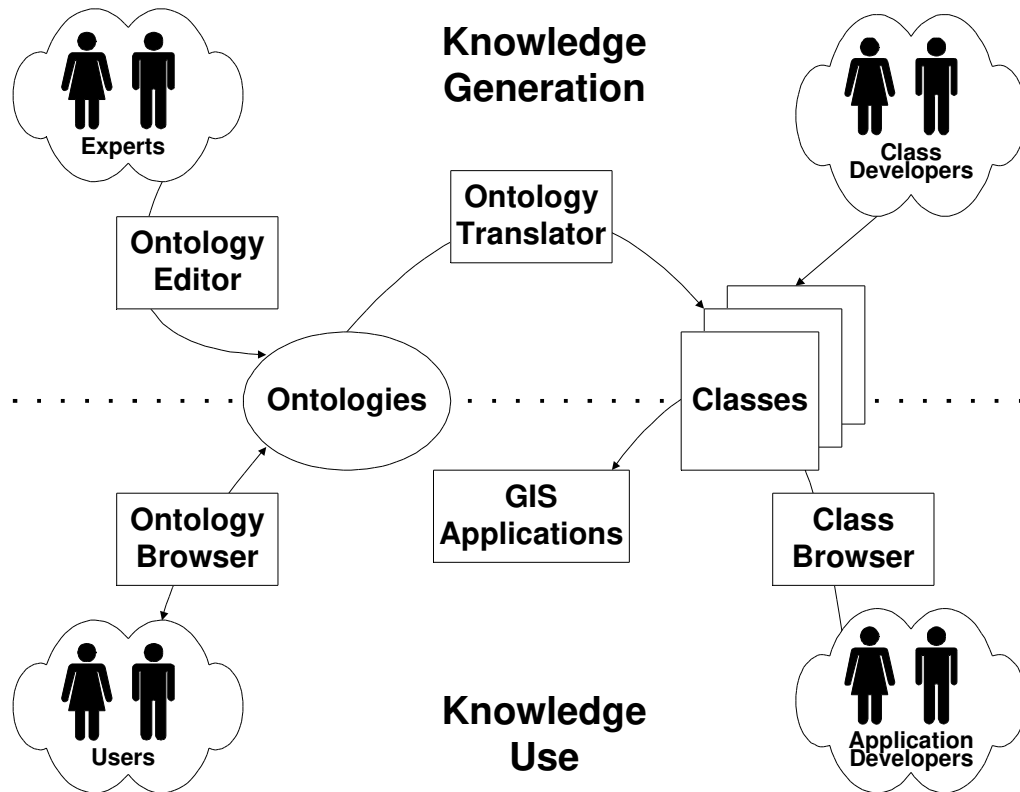 Knowledge
Generation
Experts
Class
Developers
Ontology
Editor
Ontology
Translator
Ontologies
Classes
Ontology
Browser
GIS
Applications
Class
Browser
Users
Knowledge
Use
Application
Developers